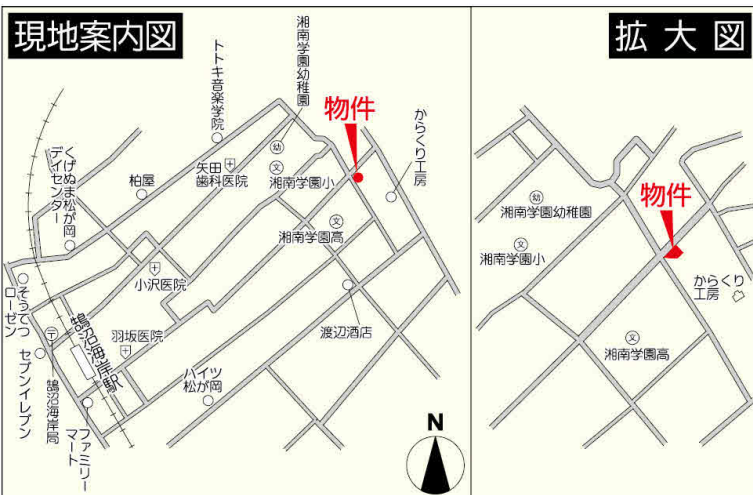 現地案内図
湘南学園幼稚園
トトキ音楽学院
物件
からくり工房
幼
文
矢田
歯科医院
湘南学園小
くげぬま松が岡
デイセンター
柏屋
文
湘南学園高
小沢医院
そうてつ
ローゼン
〒
鵠沼海岸駅
羽坂医院
渡辺酒店
セブンイレブン
鵠沼海岸局
ハイツ
松が岡
ファミリー
マート
N
拡大図
幼
湘南学園幼稚園
物件
文
湘南学園小
からくり
工房
文
湘南学園高